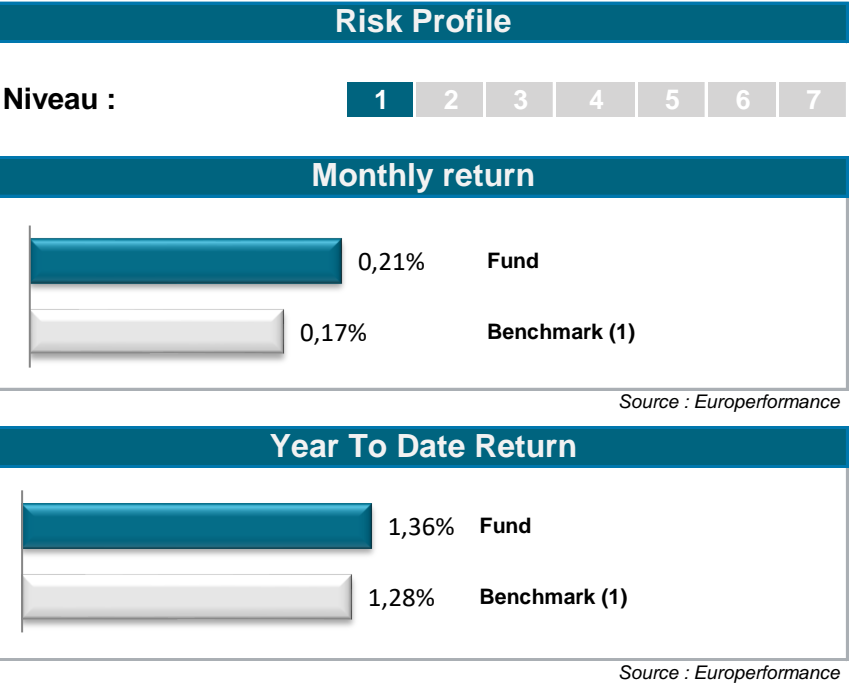 Risk Profile
Niveau : 1 2 3 4 5 6 7
Monthly return
0,21% Fund
0,17% Benchmark (1)
Source : Europerformance
Year To Date Return
1,36% Fund
1,28% Benchmark (1)
Source : Europerformance